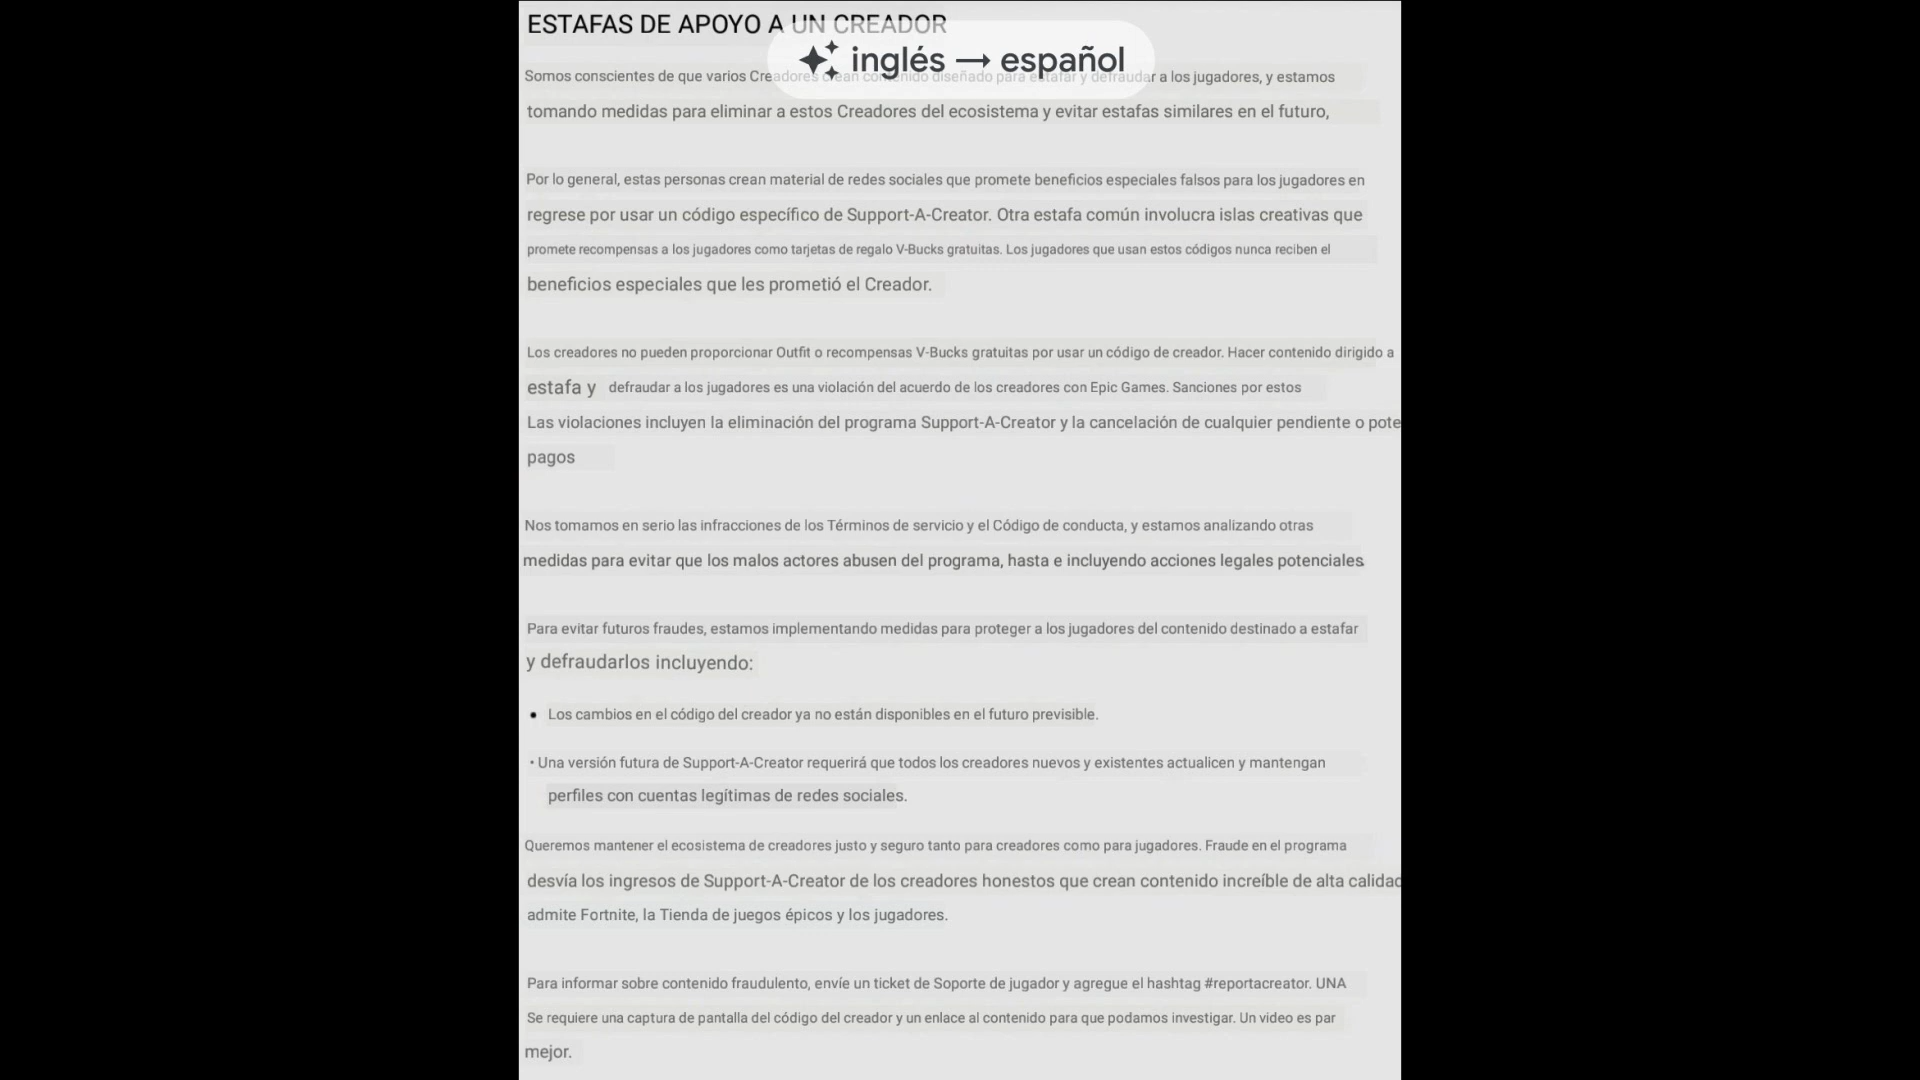 ESTAFAS DE APOYO A UN CREADOR
inglés → español
Somos conscientes de que varios Creadores crean contenido diseñado para estafar y defraudar a los jugadores, y estamos
tomando medidas para eliminar a estos Creadores del ecosistema y evitar estafas similares en el futuro,
Por lo general, estas personas crean material de redes sociales que promete beneficios especiales falsos para los jugadores en
regrese por usar un código específico de Support-A-Creator. Otra estafa común involucra islas creativas que
promete recompensas a los jugadores como tarjetas de regalo V-Bucks gratuitas. Los jugadores que usan estos códigos nunca reciben el
beneficios especiales que les prometió el Creador.
Los creadores no pueden proporcionar Outfit o recompensas V-Bucks gratuitas por usar un código de creador. Hacer contenido dirigido a
estafa y defraudar a los jugadores es una violación del acuerdo de los creadores con Epic Games. Sanciones por estos
Las violaciones incluyen la eliminación del programa Support-A-Creator y la cancelación de cualquier pendiente o pote
pagos
Nos tomamos en serio las infracciones de los Términos de servicio y el Código de conducta, y estamos analizando otras
medidas para evitar que los malos actores abusen del programa, hasta e incluyendo acciones legales potenciales.
Para evitar futuros fraudes, estamos implementando medidas para proteger a los jugadores del contenido destinado a estafar
y defraudarlos incluyendo:
• Los cambios en el código del creador ya no están disponibles en el futuro previsible.
• Una versión futura de Support-A-Creator requerirá que todos los creadores nuevos y existentes actualicen y mantengan
perfiles con cuentas legítimas de redes sociales.
Queremos mantener el ecosistema de creadores justo y seguro tanto para creadores como para jugadores. Fraude en el programa
desvía los ingresos de Support-A-Creator de los creadores honestos que crean contenido increíble de alta calidad
admite Fortnite, la Tienda de juegos épicos y los jugadores.
Para informar sobre contenido fraudulento, envíe un ticket de Soporte de jugador y agregue el hashtag #reportacreator. UNA
Se requiere una captura de pantalla del código del creador y un enlace al contenido para que podamos investigar. Un video es par
mejor.